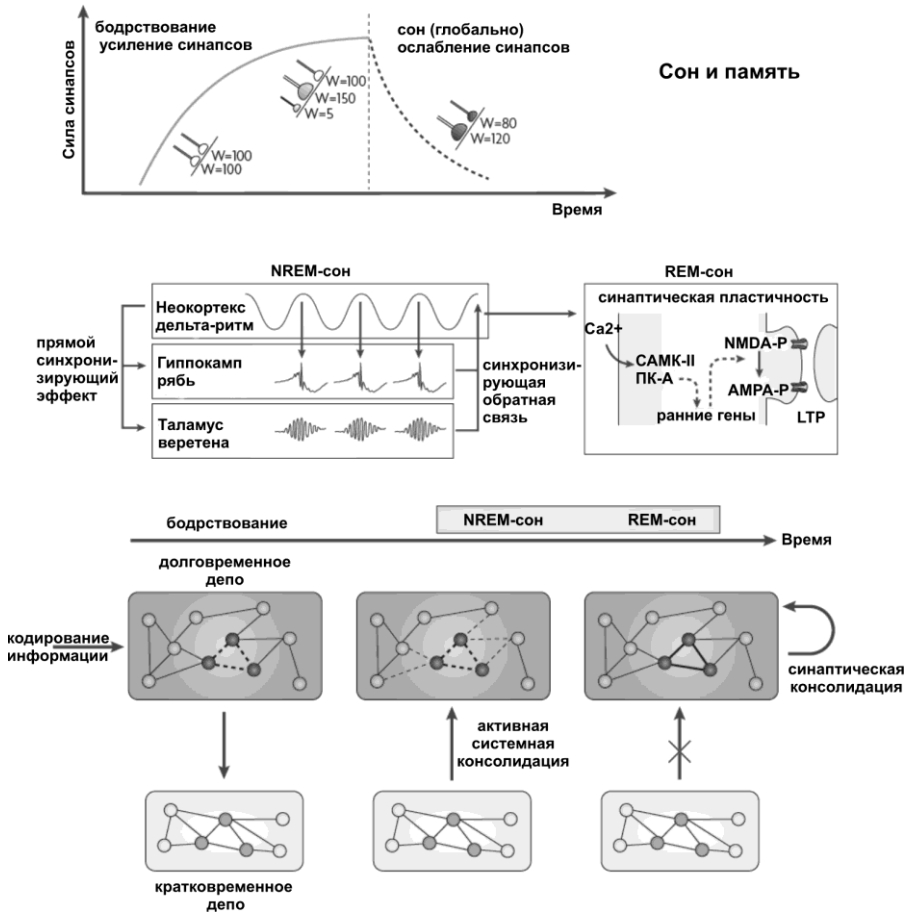 бодрствование
усиление синапсов
сон (глобально)
ослабление синапсов
Сон и память
Сила синапсов
W=100
W=150
W=5
W=80
W=120
W=100
W=100
Время
NREM-сон
REM-сон
Неокортекс
дельта-ритм
прямой
синхрони-
зирующий
эффект
Гиппокамп
рябь
Таламус
веретена
синхронизи-
рующая
обратная
связь
синаптическая пластичность
Ca2+
САМК-II
ПК-А
NMDA-Р
AMPA-Р
ранние гены
LTP
бодрствование
NREM-сон
REM-сон
Время
долговременное
депо
кодирование
информации
синаптическая
консолидация
активная
системная
консолидация
кратковременное
депо